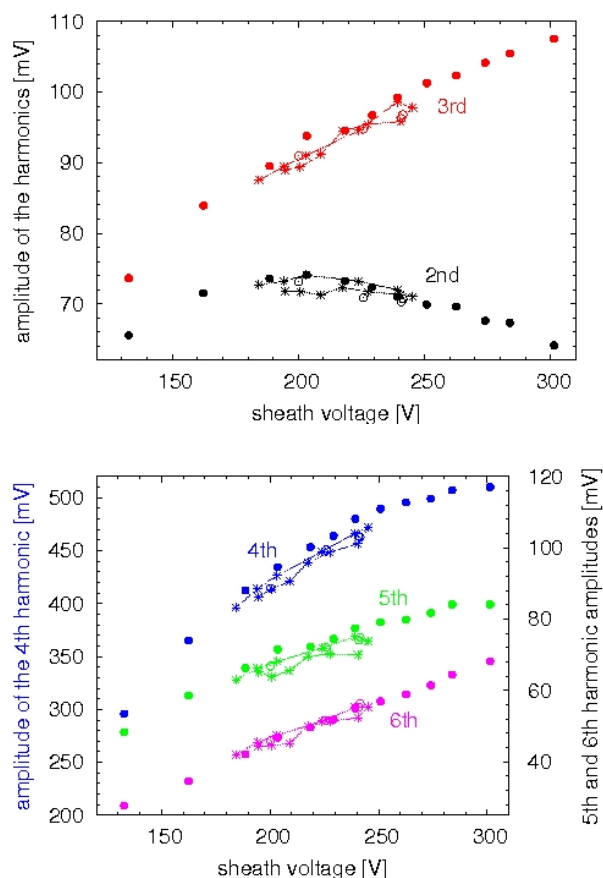 amplitude of the harmonics [mV]
110
100
90
80
70
3rd
2nd
150 200 250 300
sheath voltage [V]
amplitude of the 4th harmonic [mV]
500
450
400
350
300
250
200
4th
5th
6th
120
100
80
60
40
5th and 6th harmonic amplitudes [mV]
150 200 250 300
sheath voltage [V]